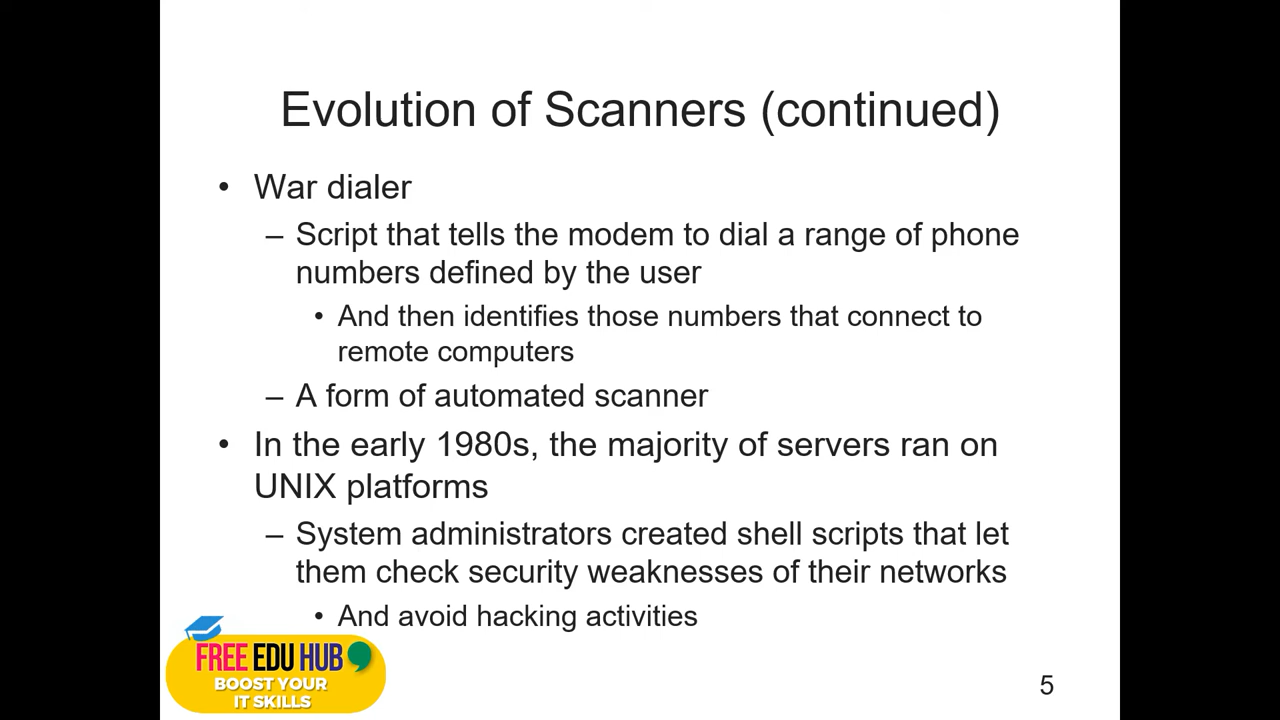 Evolution of Scanners (continued)
• War dialer
– Script that tells the modem to dial a range of phone
numbers defined by the user
• And then identifies those numbers that connect to
remote computers
– A form of automated scanner
• In the early 1980s, the majority of servers ran on
UNIX platforms
– System administrators created shell scripts that let
them check security weaknesses of their networks
• And avoid hacking activities
FREE EDU HUB
BOOST YOUR
IT SKILLS
5